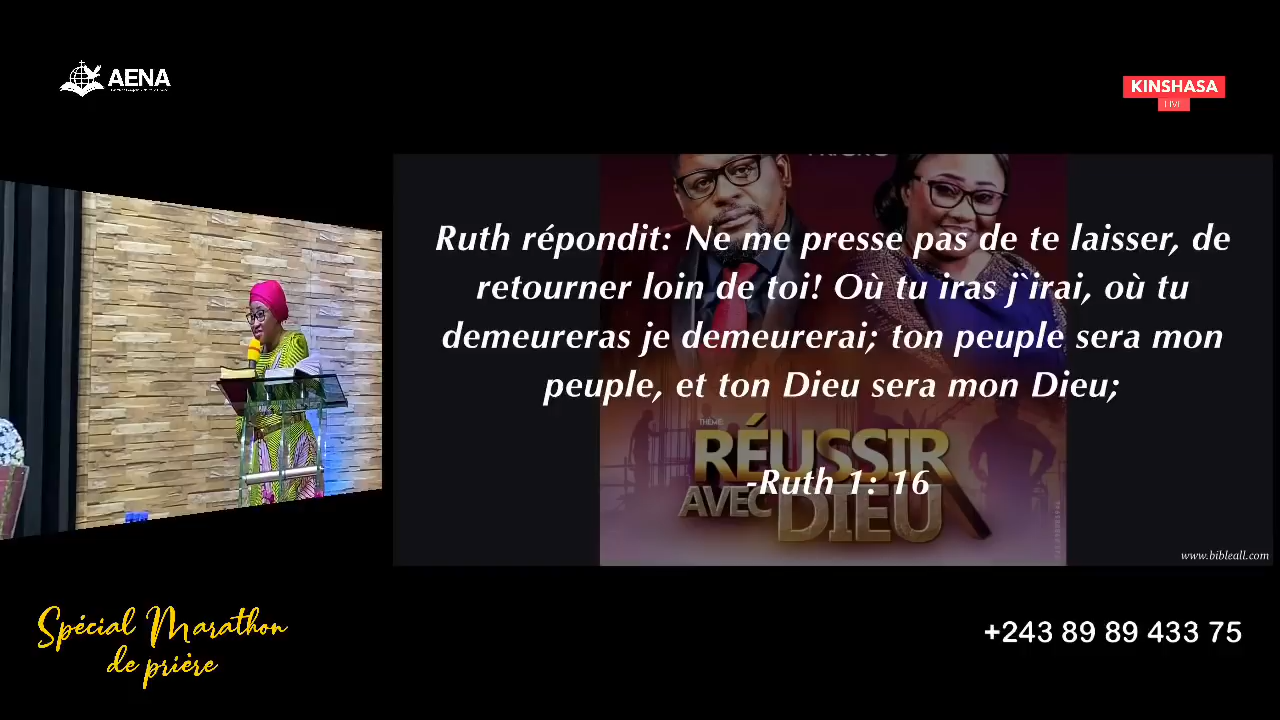 AENA
KINSHASA
LIVE
Ruth répondit: Ne me presse pas de te laisser, de
retourner loin de toi! Où tu iras j`irai, où tu
demeureras je demeurerai; ton peuple sera mon
peuple, et ton Dieu sera mon Dieu;
-Ruth 1: 16
THÈME
RÉUSSIR
AVEC DIEU
www.bibleall.com
Spécial Marathon
de prière
+243 89 89 433 75